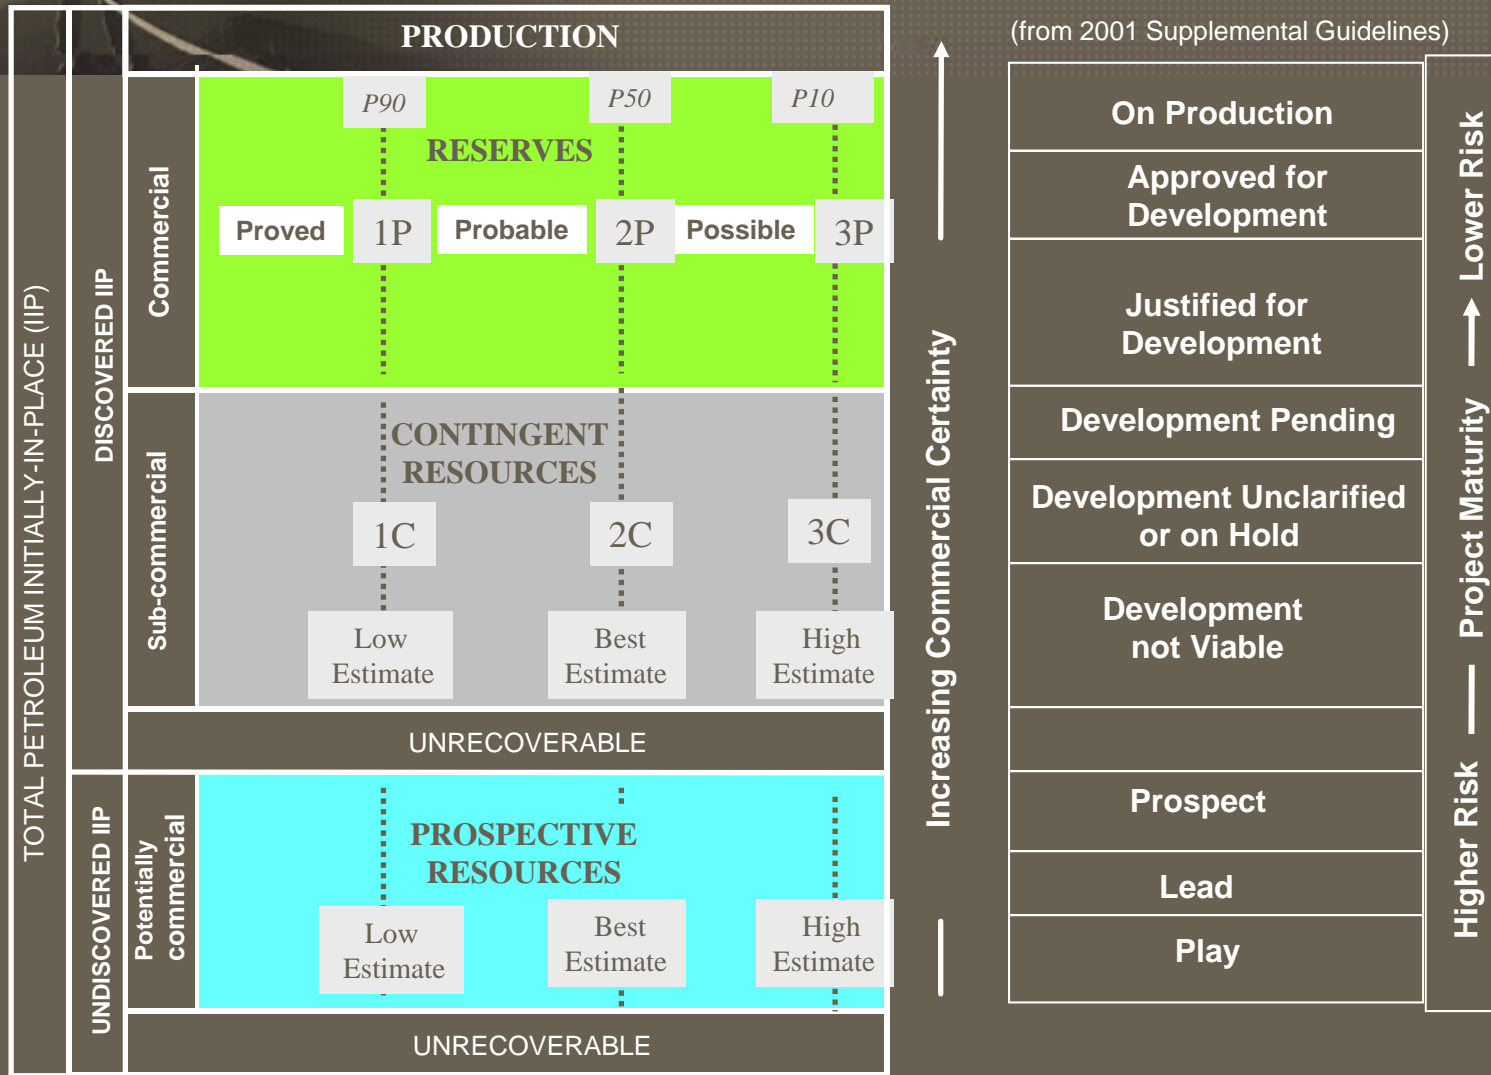 PRODUCTION
(from 2001 Supplemental Guidelines)
TOTAL PETROLEUM INITIALLY-IN-PLACE (IIP)
DISCOVERED IIP
Commercial
P90
P50
P10
RESERVES
Proved
1P
Probable
2P
Possible
3P
Sub-commercial
CONTINGENT
RESOURCES
1C
2C
3C
Low
Estimate
Best
Estimate
High
Estimate
UNRECOVERABLE
UNDISCOVERED IIP
Potentially
commercial
PROSPECTIVE
RESOURCES
Low
Estimate
Best
Estimate
High
Estimate
UNRECOVERABLE
Increasing Commercial Certainty
On Production
Approved for
Development
Justified for
Development
Development Pending
Development Unclarified
or on Hold
Development
not Viable
Prospect
Lead
Play
Higher Risk
Project Maturity
Lower Risk